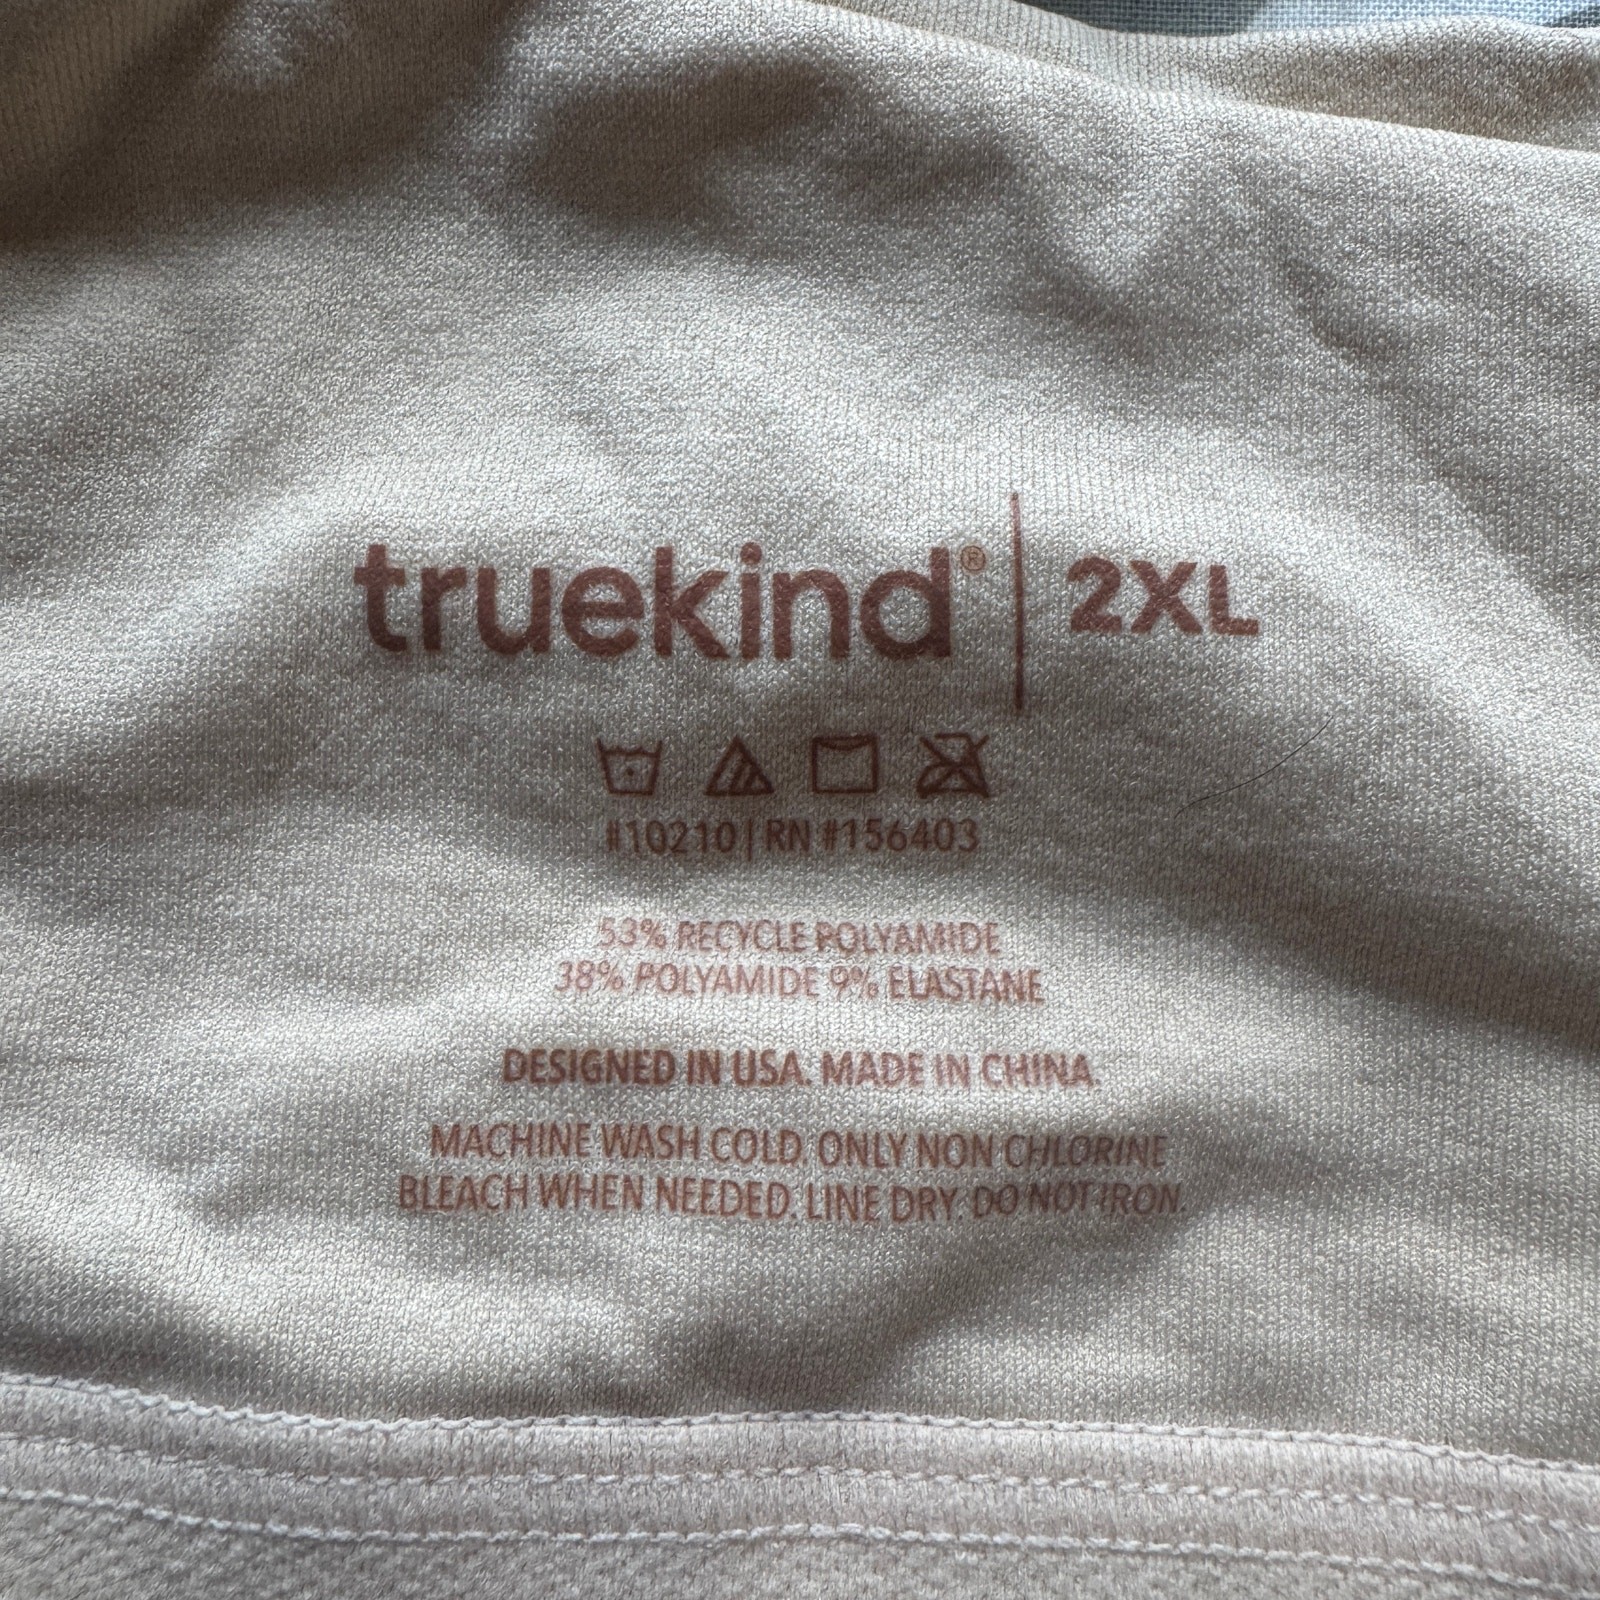 truekind® | 2XL
#10210 | RN #156403
53% RECYCLE POLYAMIDE
38% POLYAMIDE 9% ELASTANE
DESIGNED IN USA. MADE IN CHINA.
MACHINE WASH COLD. ONLY NON CHLORINE
BLEACH WHEN NEEDED. LINE DRY. DO NOT IRON.